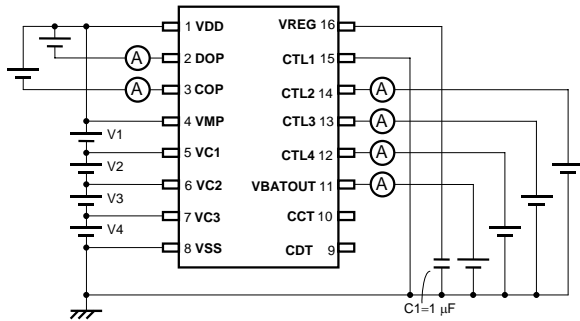 1 VDD
2 DOP
3 COP
4 VMP
5 VC1
6 VC2
7 VC3
8 VSS
VREG 16
CTL1 15
CTL2 14
CTL3 13
CTL4 12
VBATOUT 11
CCT 10
CDT 9
A
A
A
A
A
A
V1
V2
V3
V4
C1=1 μF